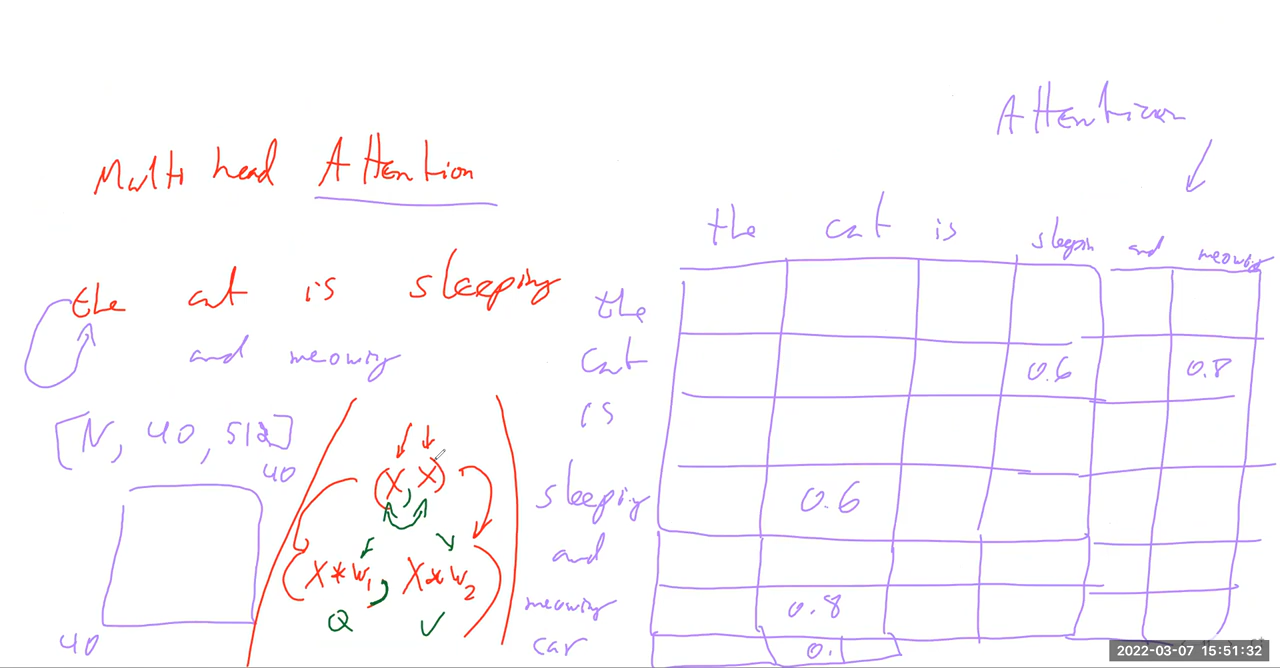 Attention
Multi head Attention
the cat is sleeping
and meowing
[N, 40, 512]
40
40
(X, X)
(X*W1, X*W2)
Q V
the cat is sleepin and meowing
the
cat 0.6 0.8
is
sleeping 0.6
and
meowing 0.8
car 0.1
2022-03-07 15:51:32